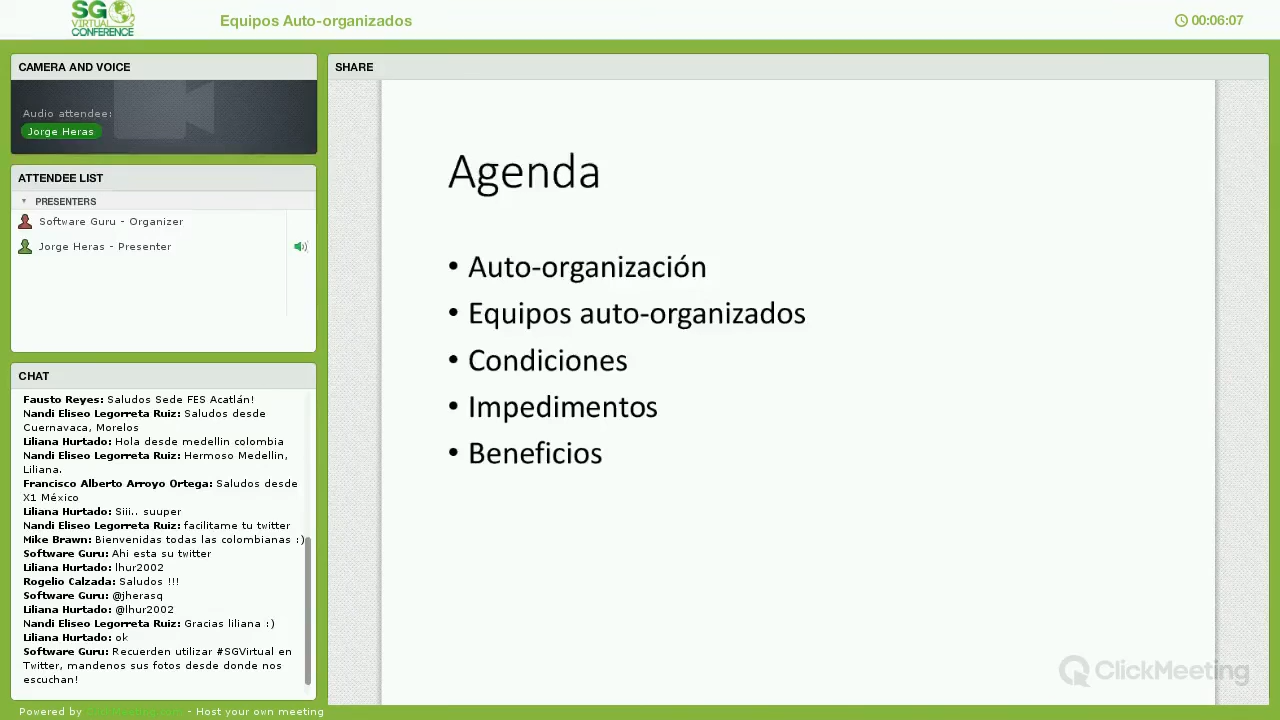 SG
VIRTUAL
CONFERENCE
Equipos Auto-organizados
00:06:07
CAMERA AND VOICE
Audio attendee:
Jorge Heras
ATTENDEE LIST
PRESENTERS
Software Guru - Organizer
Jorge Heras - Presenter
CHAT
Fausto Reyes: Saludos Sede FES Acatlán!
Nandi Eliseo Legorreta Ruiz: Saludos desde
Cuernavaca, Morelos
Liliana Hurtado: Hola desde medellin colombia
Nandi Eliseo Legorreta Ruiz: Hermoso Medellin,
Liliana.
Francisco Alberto Arroyo Ortega: Saludos desde
X1 México
Liliana Hurtado: Siii.. suuper
Nandi Eliseo Legorreta Ruiz: facilitame tu twitter
Mike Brawn: Bienvenidas todas las colombianas :)
Software Guru: Ahi esta su twitter
Liliana Hurtado: lhur2002
Rogelio Calzada: Saludos !!!
Software Guru: @jherasq
Liliana Hurtado: @lhur2002
Nandi Eliseo Legorreta Ruiz: Gracias liliana :)
Liliana Hurtado: ok
Software Guru: Recuerden utilizar #SGVirtual en
Twitter, mandenos sus fotos desde donde nos
escuchan!
Powered by ClickMeeting.com - Host your own meeting
SHARE
Agenda
• Auto-organización
• Equipos auto-organizados
• Condiciones
• Impedimentos
• Beneficios
ClickMeeting